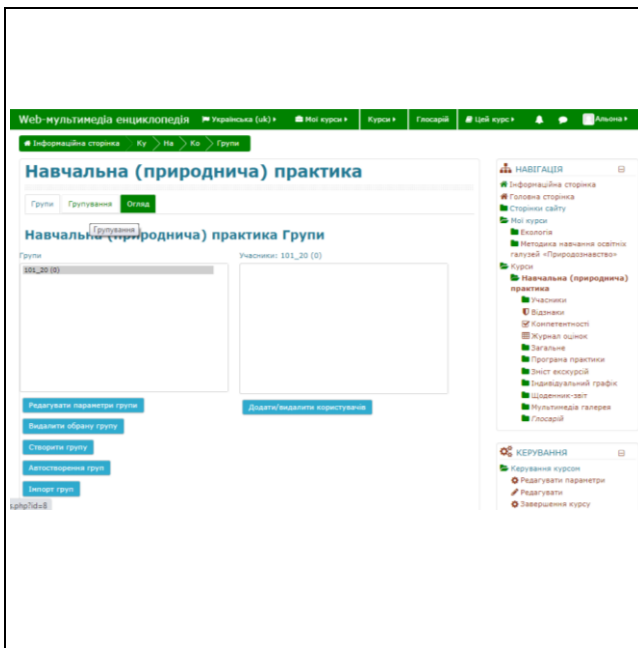 Web-мультимедіа енциклопедія Українська (uk) Мої курси Курси Глосарій Цей курс Альона
Інформаційна сторінка Ку На Ко Групи
Навчальна (природнича) практика
Групи Групування Огляд
Групування
Навчальна (природнича) практика Групи
Групи Учасники: 101_20 (0)
101_20 (0)
Редагувати параметри групи
Додати/видалити користувачів
Видалити обрану групу
Створити групу
Автостворення груп
Імпорт груп
s.php?id=8
НАВІГАЦІЯ
Інформаційна сторінка
Головна сторінка
Сторінки сайту
Мої курси
Екологія
Методика навчання освітніх
галузей «Природознавство»
Курси
Навчальна (природнича)
практика
Учасники
Відзнаки
Компетентності
Журнал оцінок
Загальне
Програма практики
Зміст екскурсій
Індивідуальний графік
Щоденник-звіт
Мультимедіа галерея
Глосарій
КЕРУВАННЯ
Керування курсом
Редагувати параметри
Редагувати
Завершення курсу